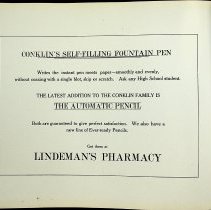 CONKLIN'S SELF-FILLING FOUNTAIN PEN
Writes the instant pen meets paper—smoothly and evenly,
without coaxing with a single blot, skip or scratch. Ask any High School student.
THE LATEST ADDITION TO THE CONKLIN FAMILY IS
THE AUTOMATIC PENCIL
Both are guaranteed to give perfect satisfaction. We also have a
new line of Eveready Pencils.
Get them at
LINDEMAN'S PHARMACY